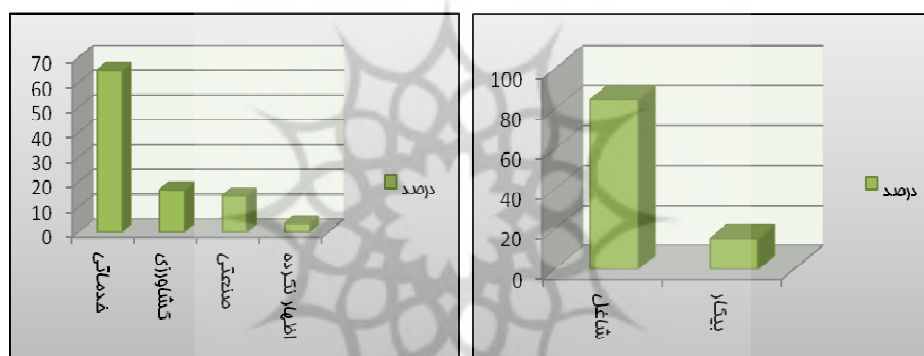 70
60
50
40
30
20
10
0
خدماتی
کشاورزی
صنعتی
اظهار نکرده
درصد
100
80
60
40
20
0
شاغل
بیکار
درصد